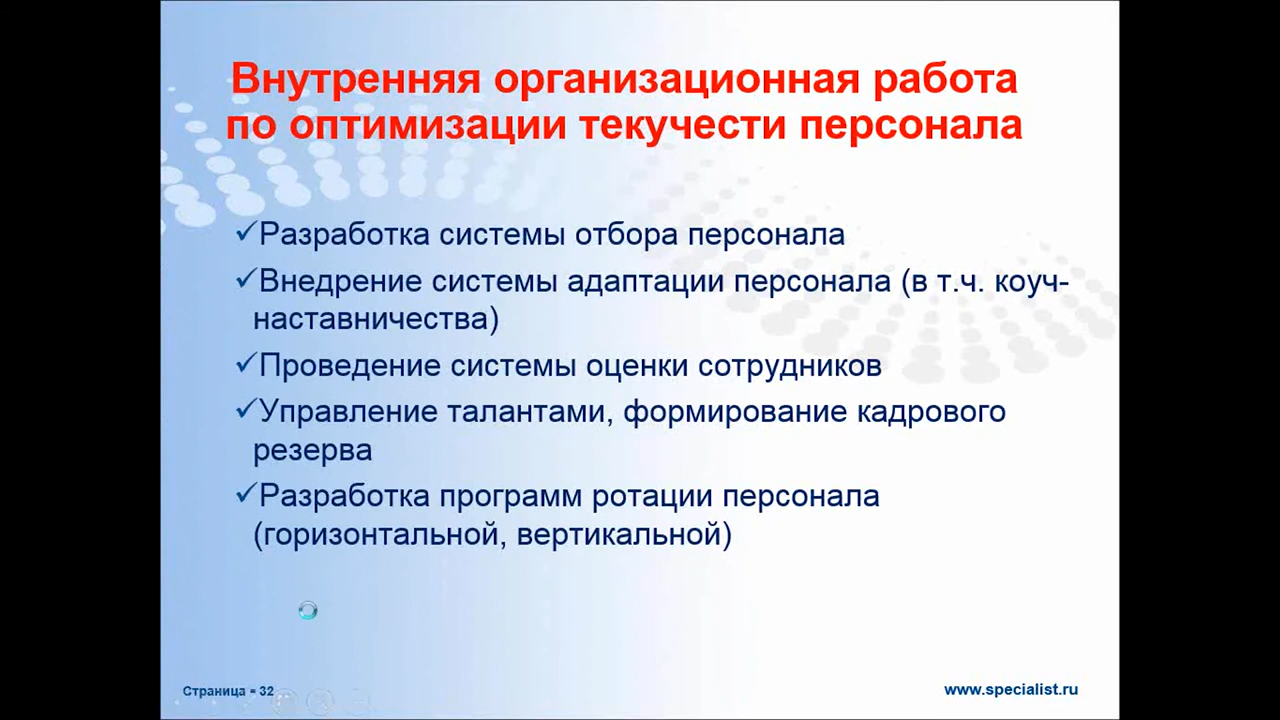 Внутренняя организационная работа
по оптимизации текучести персонала
✓Разработка системы отбора персонала
✓Внедрение системы адаптации персонала (в т.ч. коуч-
наставничества)
✓Проведение системы оценки сотрудников
✓Управление талантами, формирование кадрового
резерва
✓Разработка программ ротации персонала
(горизонтальной, вертикальной)
Страница = 32
www.specialist.ru